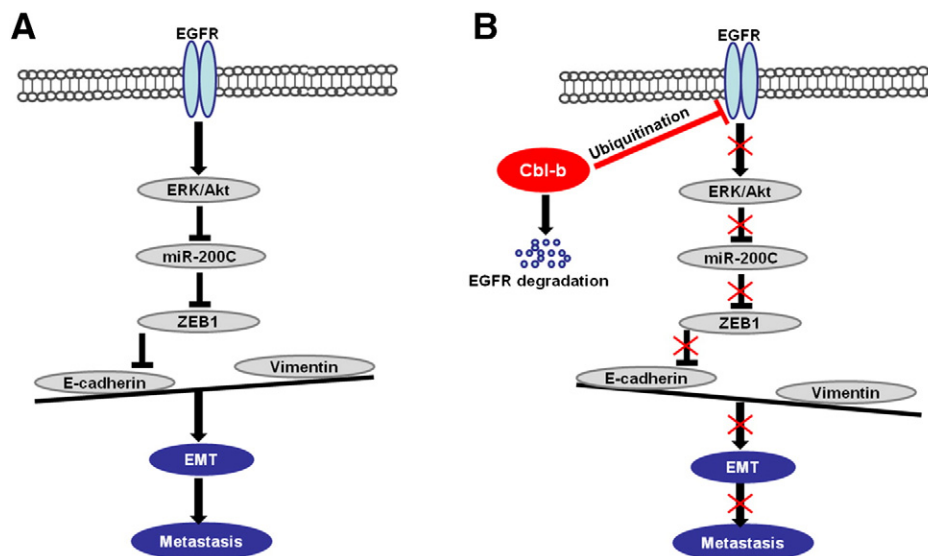 A
EGFR
ERK/Akt
miR-200C
ZEB1
E-cadherin
Vimentin
EMT
Metastasis
B
EGFR
Ubiquitination
Cbl-b
EGFR degradation
ERK/Akt
miR-200C
ZEB1
E-cadherin
Vimentin
EMT
Metastasis